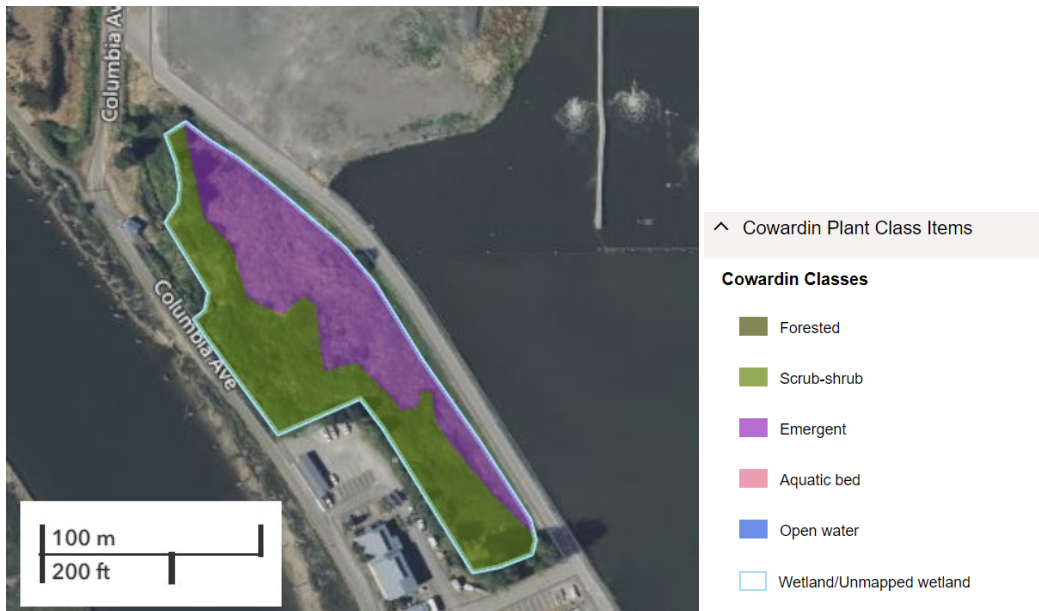 Columbia Av
Columbia Ave
100 m
200 ft
Cowardin Plant Class Items
Cowardin Classes
Forested
Scrub-shrub
Emergent
Aquatic bed
Open water
Wetland/Unmapped wetland